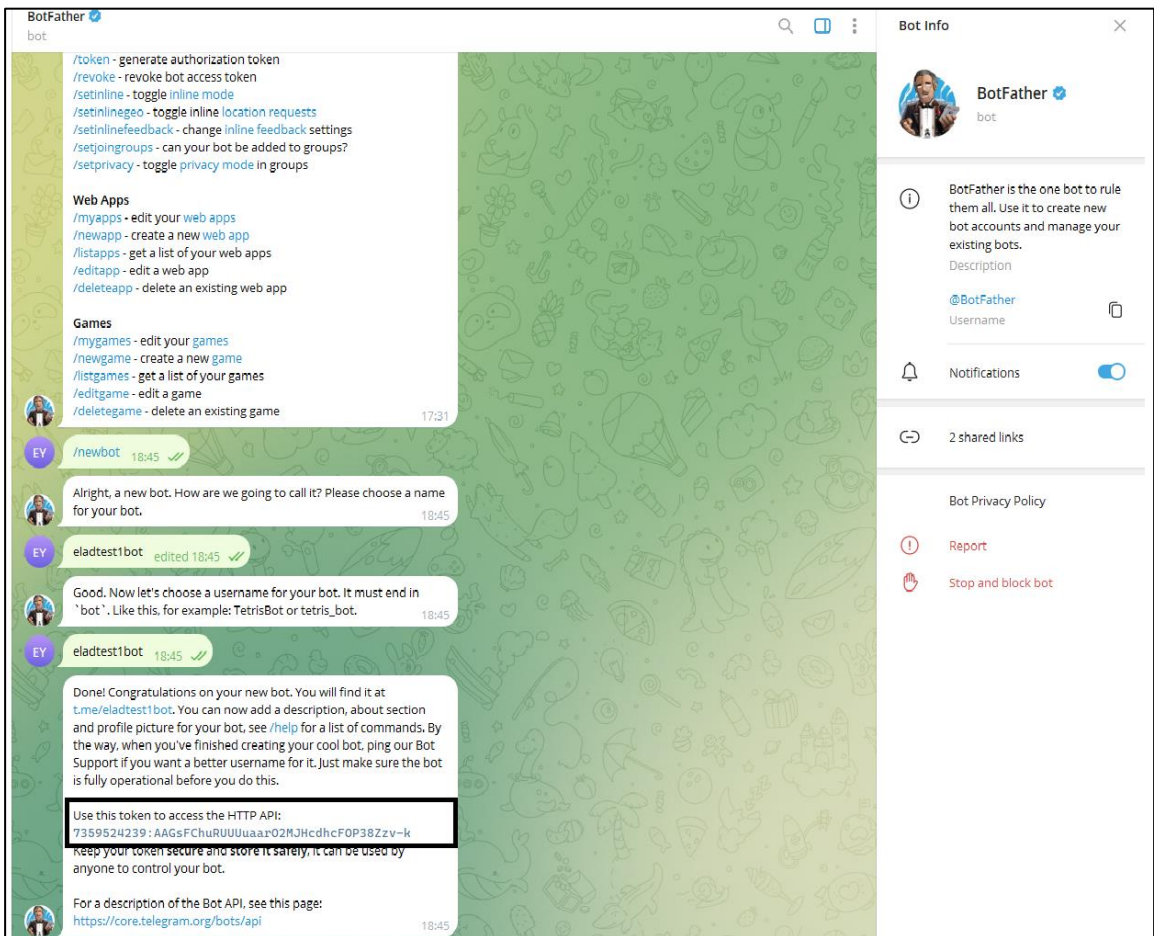 BotFather
bot
/token - generate authorization token
/revoke - revoke bot access token
/setinline - toggle inline mode
/setinlinegeo - toggle inline location requests
/setinlinefeedback - change inline feedback settings
/setjoingroups - can your bot be added to groups?
/setprivacy - toggle privacy mode in groups
Web Apps
/myapps - edit your web apps
/newapp - create a new web app
/listapps - get a list of your web apps
/editapp - edit a web app
/deleteapp - delete an existing web app
Games
/mygames - edit your games
/newgame - create a new game
/listgames - get a list of your games
/editgame - edit a game
/deletegame - delete an existing game
17:31
EY
/newbot 18:45
Alright, a new bot. How are we going to call it? Please choose a name
for your bot.
18:45
EY
eladtest1bot edited 18:45
Good. Now let's choose a username for your bot. It must end in
`bot`. Like this, for example: TetrisBot or tetris_bot.
18:45
EY
eladtest1bot 18:45
Done! Congratulations on your new bot. You will find it at
t.me/eladtest1bot. You can now add a description, about section
and profile picture for your bot, see /help for a list of commands. By
the way, when you've finished creating your cool bot, ping our Bot
Support if you want a better username for it. Just make sure the bot
is fully operational before you do this.
Use this token to access the HTTP API:
7359524239:AAGsFChuRUUUuaarO2MJHcdhcFOP38Zzv-k
Keep your token secure and store it safely, it can be used by
anyone to control your bot.
For a description of the Bot API, see this page:
https://core.telegram.org/bots/api
18:45
Bot Info
BotFather
bot
BotFather is the one bot to rule
them all. Use it to create new
bot accounts and manage your
existing bots.
Description
@BotFather
Username
Notifications
2 shared links
Bot Privacy Policy
Report
Stop and block bot